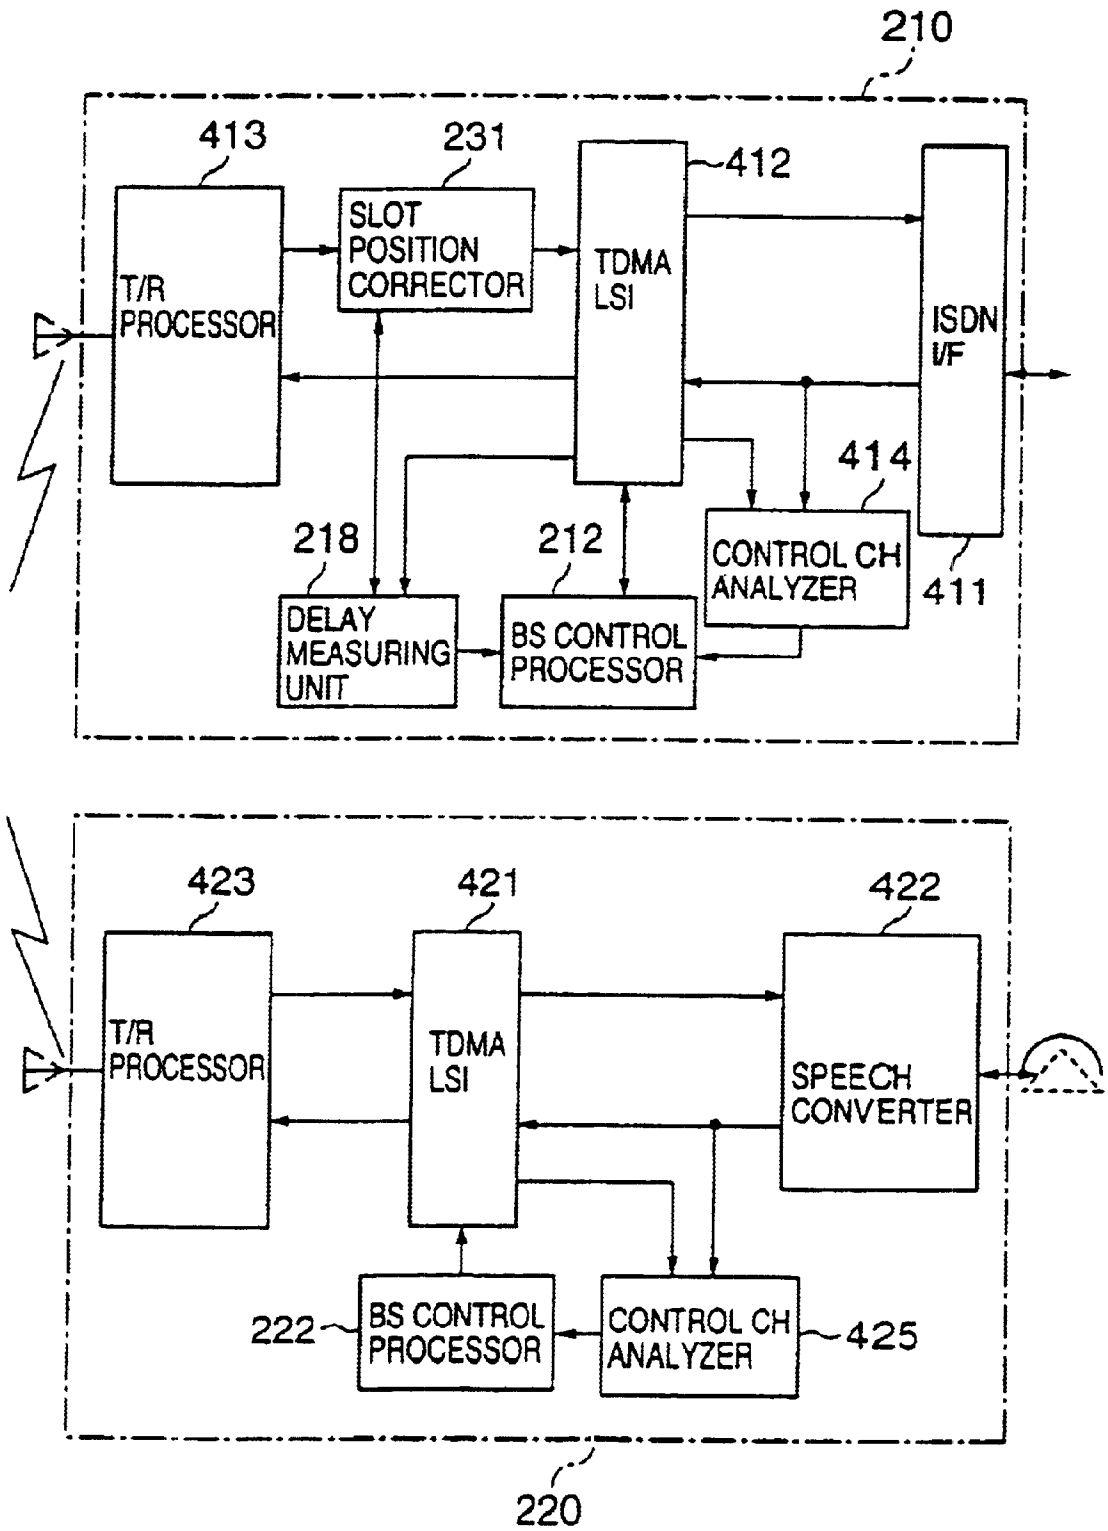 210
413
231
412
SLOT
POSITION
CORRECTOR
T/R
PROCESSOR
TDMA
LSI
ISDN
I/F
414
218
212
CONTROL CH
ANALYZER
411
DELAY
MEASURING
UNIT
BS CONTROL
PROCESSOR
423
421
422
T/R
PROCESSOR
TDMA
LSI
SPEECH
CONVERTER
222
BS CONTROL
PROCESSOR
CONTROL CH
ANALYZER
425
220